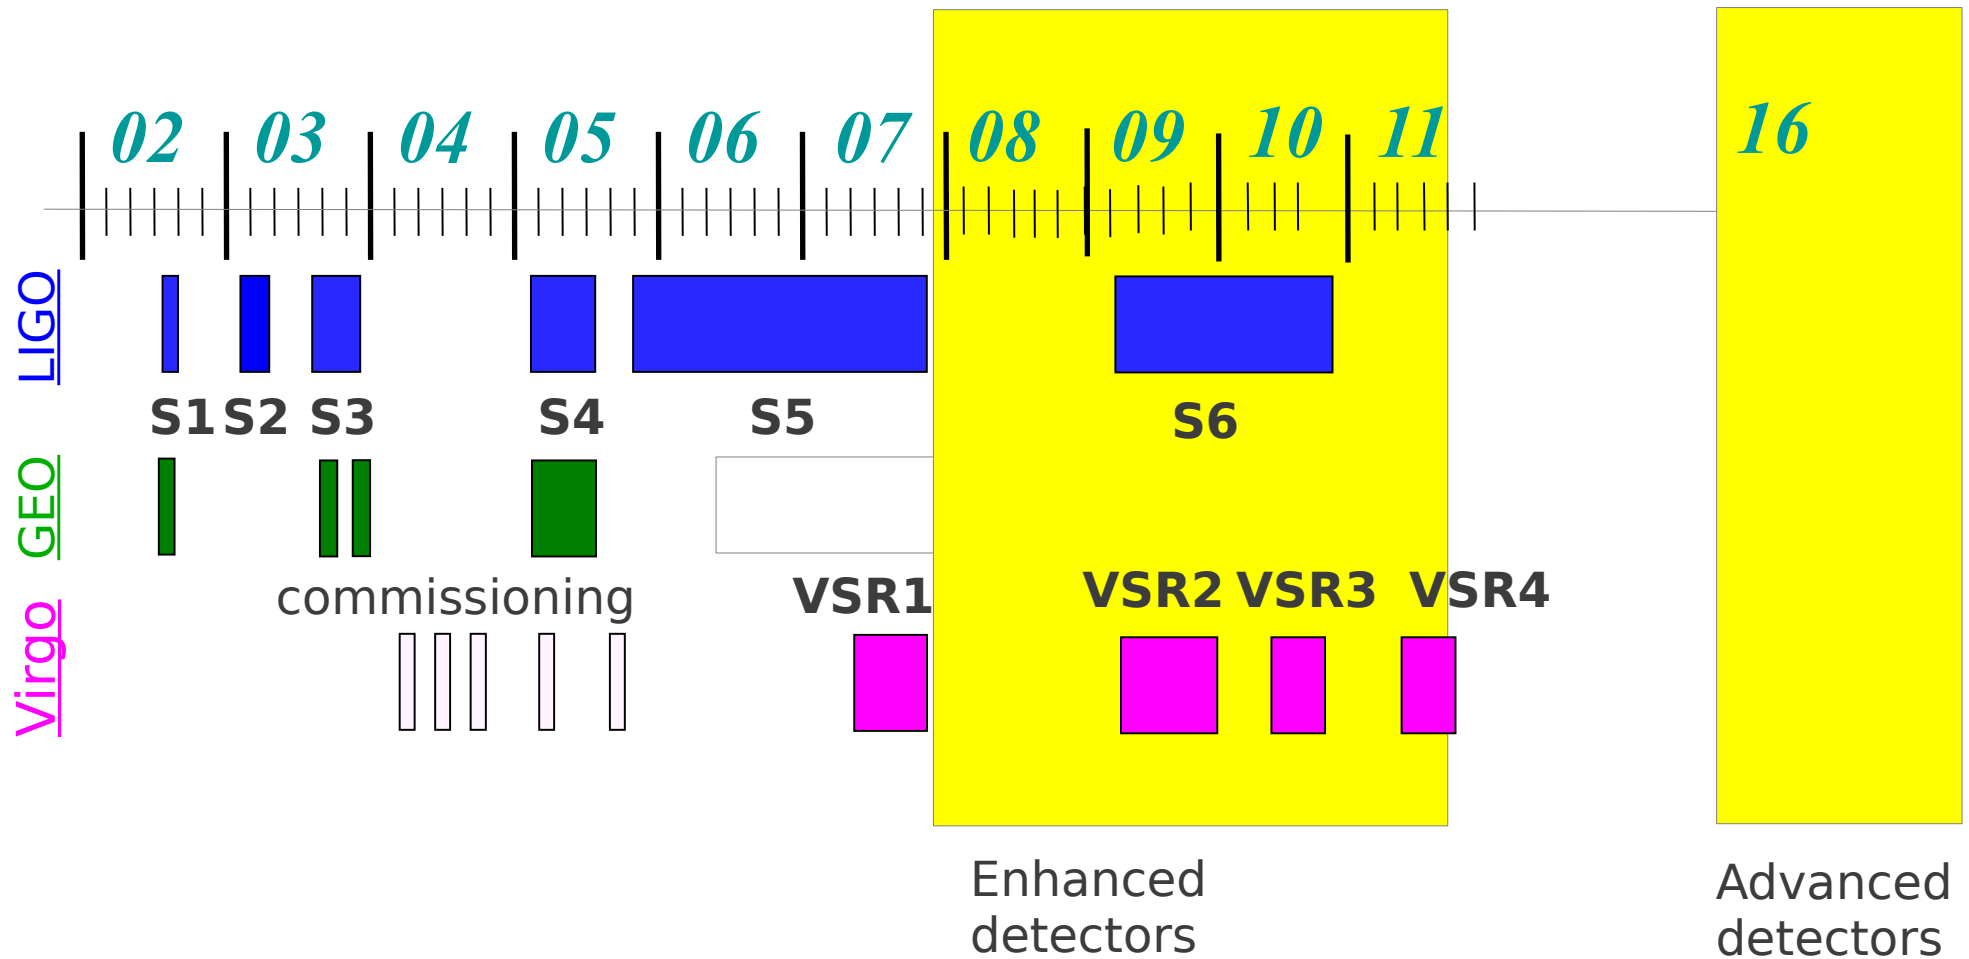 02 03 04 05 06 07 08 09 10 11 16
LIGO
S1 S2 S3 S4 S5 S6
GEO
commissioning VSR1 VSR2 VSR3 VSR4
Virgo
Enhanced
detectors
Advanced
detectors